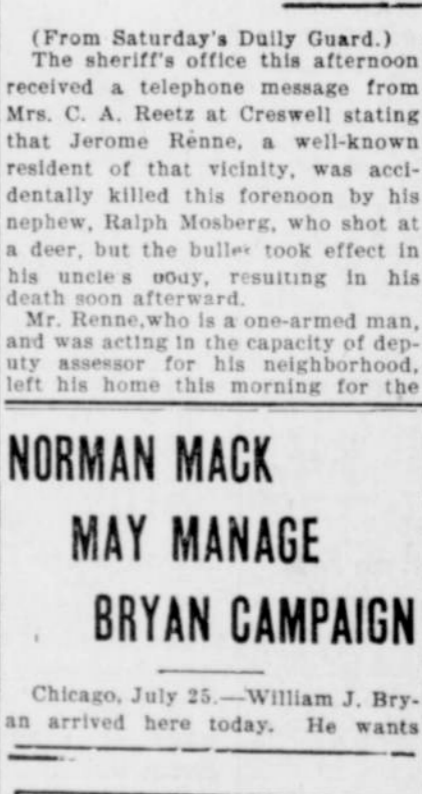 (From Saturday's Daily Guard.)
The sheriff's office this afternoon
received a telephone message from
Mrs. C. A. Reetz at Creswell stating
that Jerome Renne, a well-known
resident of that vicinity, was acci-
dentally killed this forenoon by his
nephew, Ralph Mosberg, who shot at
a deer, but the bullet took effect in
his uncle's body, resulting in his
death soon afterward.
Mr. Renne,who is a one-armed man,
and was acting in the capacity of dep-
uty assessor for his neighborhood,
left his home this morning for the
NORMAN MACK
MAY MANAGE
BRYAN CAMPAIGN
Chicago, July 25.—William J. Bry-
an arrived here today. He wants